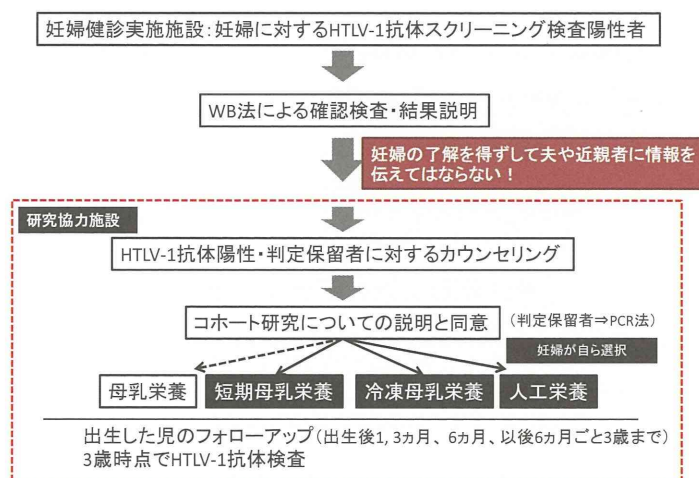 妊婦健診実施施設:妊婦に対するHTLV-1抗体スクリーニング検査陽性者
WB法による確認検査・結果説明
妊婦の了解を得ずして夫や近親者に情報を
伝えてはならない!
研究協力施設
HTLV-1抗体陽性・判定保留者に対するカウンセリング
コホート研究についての説明と同意 (判定保留者⇒PCR法)
妊婦が自ら選択
母乳栄養 短期母乳栄養 冷凍母乳栄養 人工栄養
出生した児のフォローアップ(出生後1, 3ヵ月、6ヵ月、以後6ヵ月ごと3歳まで)
3歳時点でHTLV-1抗体検査